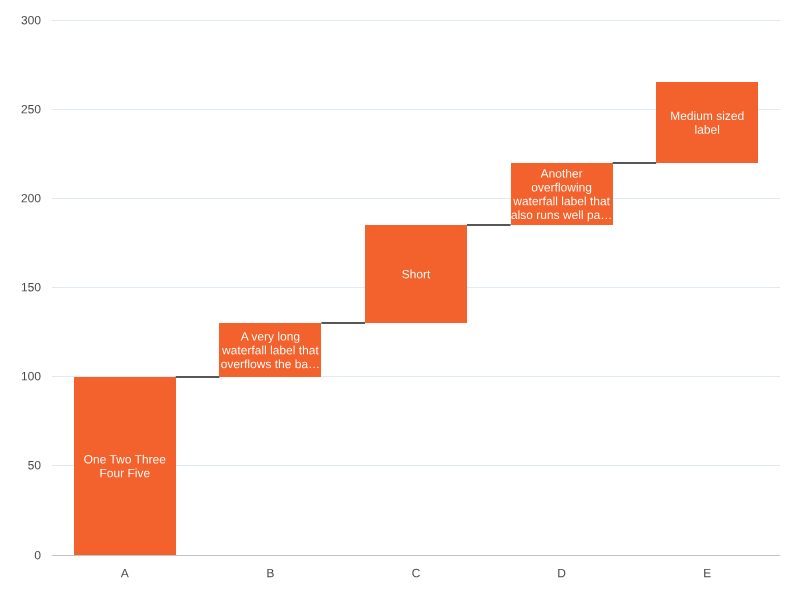 300
250
200
150
100
50
0
One Two Three
Four Five
A very long
waterfall label that
overflows the ba…
Short
Another
overflowing
waterfall label that
also runs well pa…
Medium sized
label
A
B
C
D
E